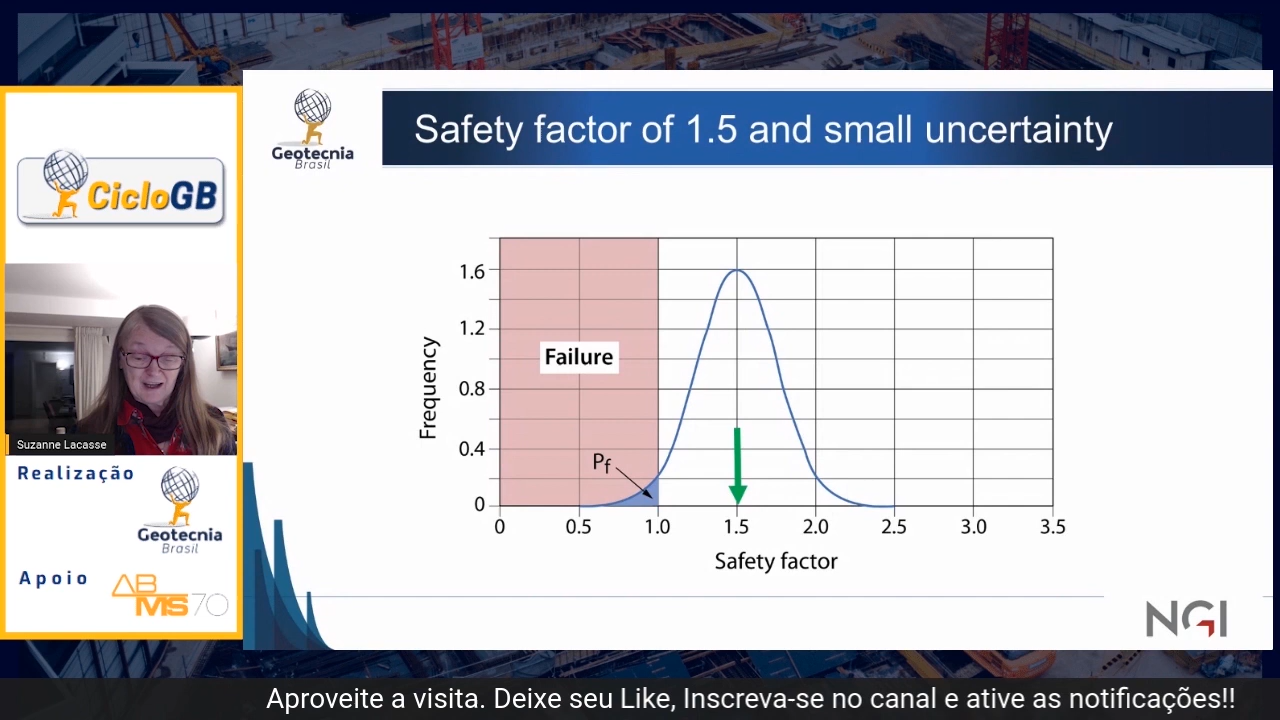 Geotecnia
Brasil
Safety factor of 1.5 and small uncertainty
CicloGB
Suzanne Lacasse
Realização
Geotecnia
Brasil
Apoio
ABMS 70
Frequency
1.6
1.2
0.8
0.4
0
Failure
Pf
0 0.5 1.0 1.5 2.0 2.5 3.0 3.5
Safety factor
NGI
Aproveite a visita. Deixe seu Like, Inscreva-se no canal e ative as notificações!!